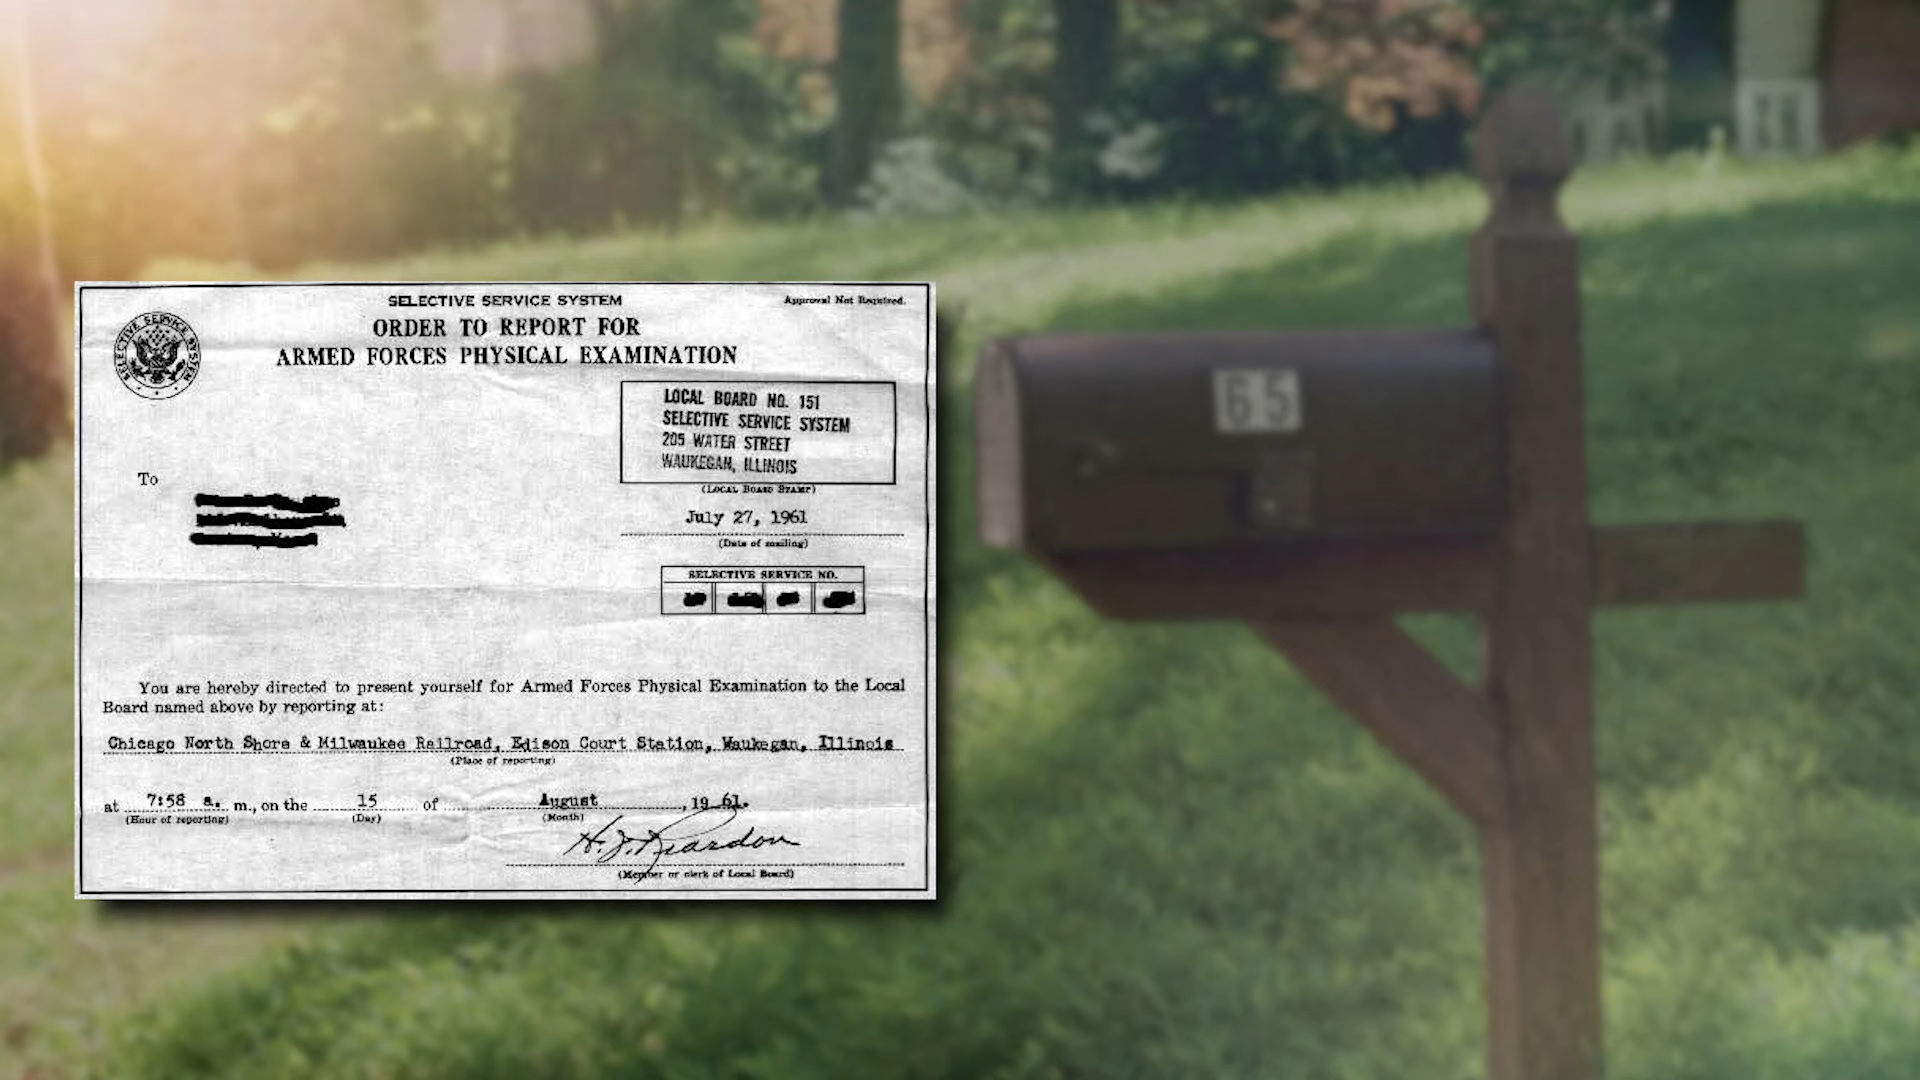 SELECTIVE SERVICE SYSTEM
Approval Not Required.
ORDER TO REPORT FOR
ARMED FORCES PHYSICAL EXAMINATION
SELECTIVE SERVICE SYSTEM
LOCAL BOARD NO. 151
SELECTIVE SERVICE SYSTEM
205 WATER STREET
WAUKEGAN, ILLINOIS
(LOCAL BOARD STAMP)
To
July 27, 1961
(Date of mailing)
SELECTIVE SERVICE NO.
You are hereby directed to present yourself for Armed Forces Physical Examination to the Local
Board named above by reporting at:
Chicago North Shore & Milwaukee Railroad, Edison Court Station, Waukegan, Illinois
(Place of reporting)
at 7:58 a. m., on the 15 of August, 19 61.
(Hour of reporting) (Day) (Month)
H. J. Reardon
(Member or clerk of Local Board)
65